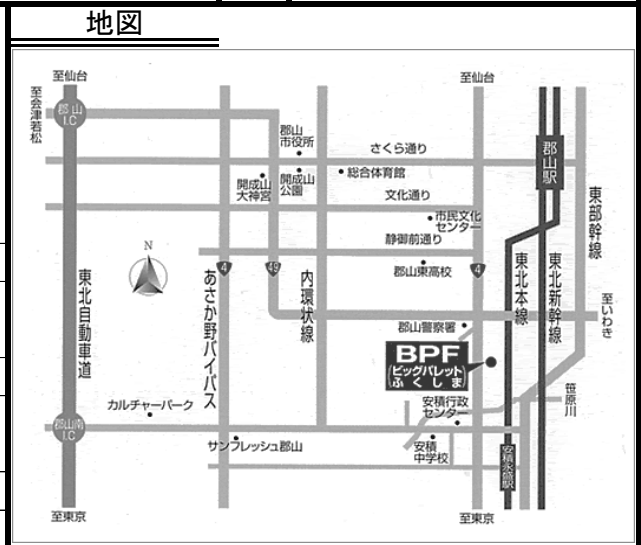 地図
至仙台
至仙台
至会津若松
郡山
I.C
郡山
市役所
さくら通り
郡山駅
総合体育館
開成山
大神宮
開成山
公園
文化通り
東部幹線
市民文化
センター
静御前通り
N
4
49
4
郡山東高校
東北自動車道
あさか野バイパス
内環状線
東北本線
東北新幹線
至いわき
郡山警察署
BPF
(ビッグパレット
ふくしま)
笹原川
カルチャーパーク
安積行政
センター
郡山南
I.C
サンフレッシュ郡山
安積
中学校
安積永盛駅
至東京
至東京